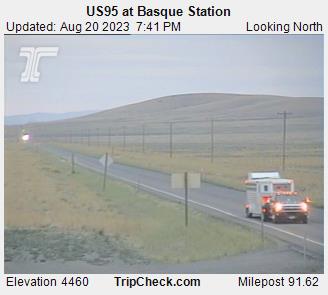 US95 at Basque Station
Updated: Aug 20 2023 7:41 PM Looking North
Elevation 4460 TripCheck.com Milepost 91.62